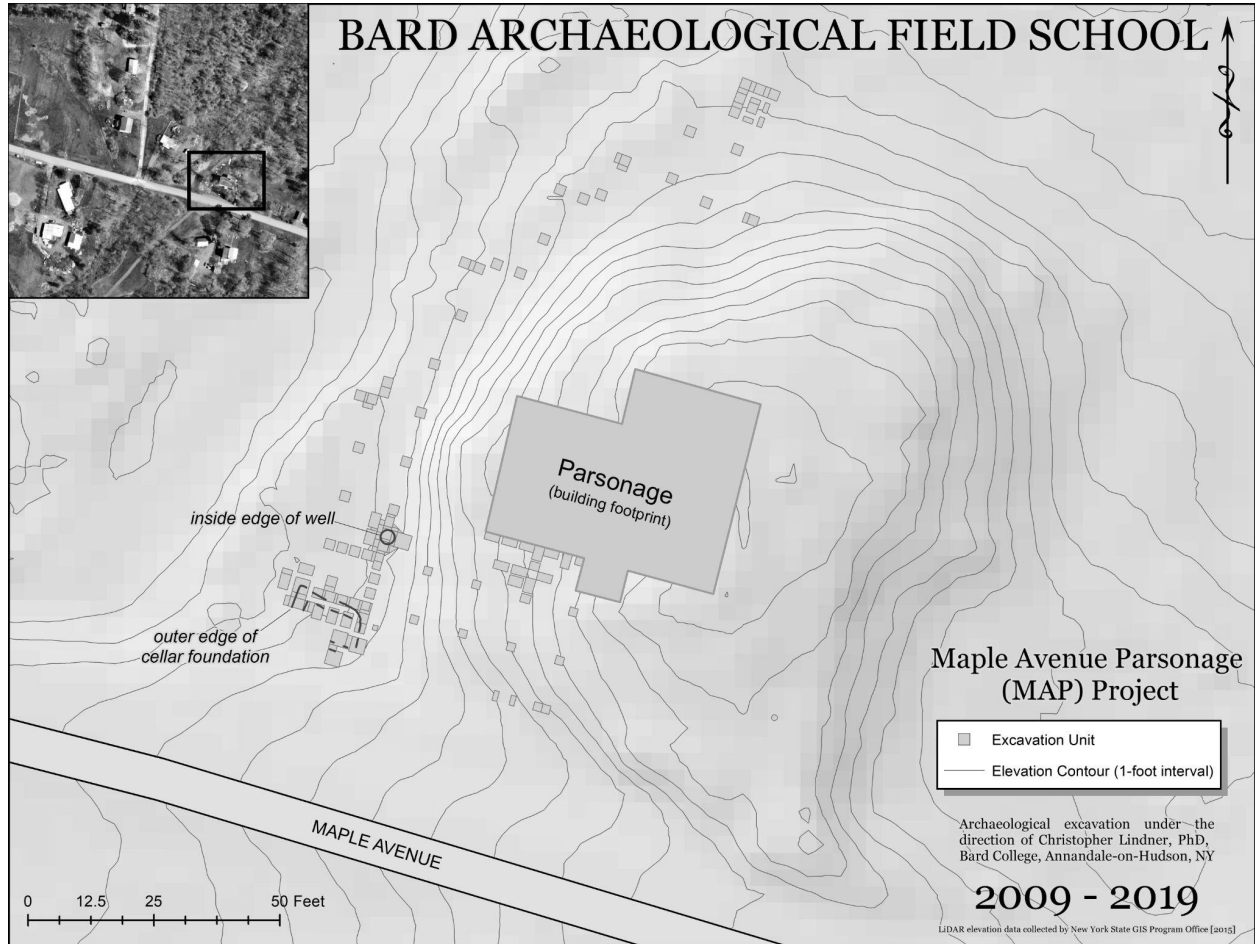 BARD ARCHAEOLOGICAL FIELD SCHOOL
Parsonage
(building footprint)
inside edge of well
outer edge of
cellar foundation
Maple Avenue Parsonage
(MAP) Project
Excavation Unit
Elevation Contour (1-foot interval)
MAPLE AVENUE
Archaeological excavation under the
direction of Christopher Lindner, PhD,
Bard College, Annandale-on-Hudson, NY
0 12.5 25 50 Feet
2009 - 2019
LiDAR elevation data collected by New York State GIS Program Office [2015]